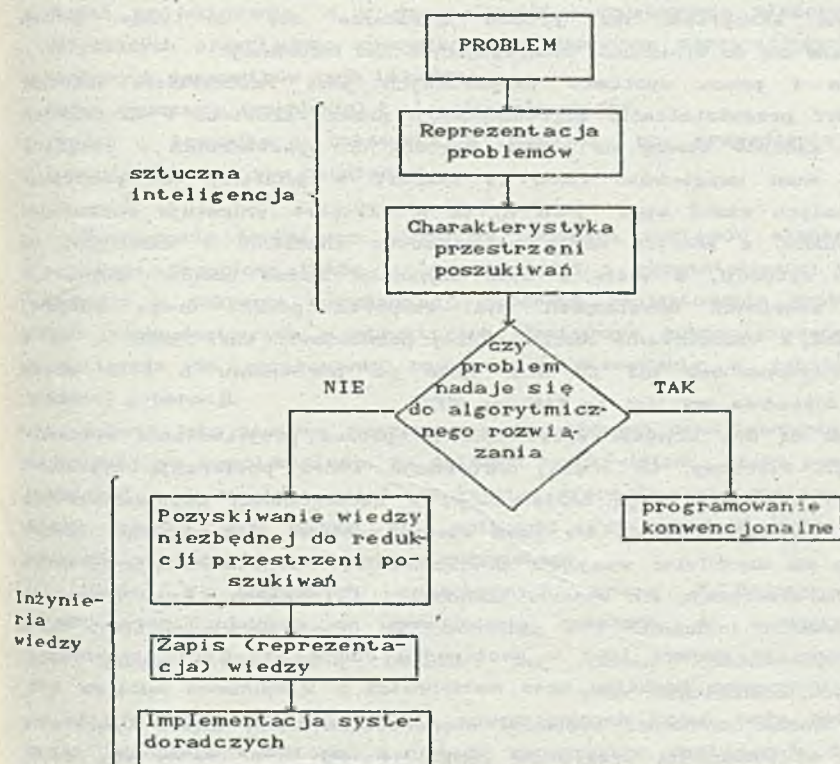 PROBLEM
Reprezentacja
problemów
sztuczna
inteligencja
Charakterystyka
przestrzeni
poszukiwań
czy
problem
nadaje się
do algorytmicz-
nego rozwią-
zania
NIE
TAK
programowanie
konwencjonalne
Pozyskiwanie wiedzy
niezbędnej do reduk-
cji przestrzeni po-
szukiwań
Inżynie-
ria
wiedzy
Zapis (reprezenta-
cja) wiedzy
Implementacja syste-
doradczych